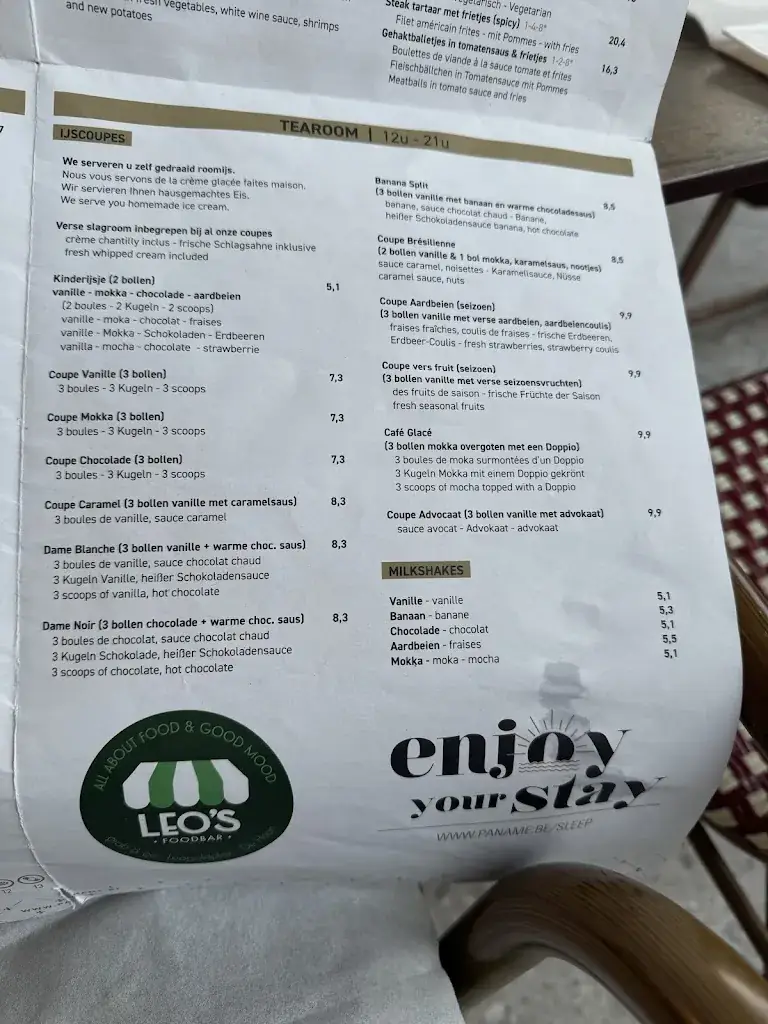 fresh vegetables, white wine sauce, shrimps
and new potatoes
- Vegetarian
Steak tartaar met frietjes (spicy) 1-4-8*
Filet américain frites - mit Pommes - with fries
20,4
Gehaktballetjes in tomatensaus & frietjes 1-2-8*
16,3
Boulettes de viande à la sauce tomate et frites
Fleischbällchen in Tomatensauce mit Pommes
Meatballs in tomato sauce and fries
TEAROOM | 12u - 21u
IJSCOUPES
We serveren u zelf gedraaid roomijs.
Nous vous servons de la crème glacée faites maison.
Wir servieren Ihnen hausgemachtes Eis.
We serve you homemade ice cream.
Verse slagroom inbegrepen bij al onze coupes
crème chantilly inclus - frische Schlagsahne inklusive
fresh whipped cream included
Kinderijsje (2 bollen) 5,1
vanille - mokka - chocolade - aardbeien
(2 boules - 2 Kugeln - 2 scoops)
vanille - moka - chocolat - fraises
vanille - Mokka - Schokoladen - Erdbeeren
vanilla - mocha - chocolate - strawberrie
Coupe Vanille (3 bollen) 7,3
3 boules - 3 Kugeln - 3 scoops
Coupe Mokka (3 bollen) 7,3
3 boules - 3 Kugeln - 3 scoops
Coupe Chocolade (3 bollen) 7,3
3 boules - 3 Kugeln - 3 scoops
Coupe Caramel (3 bollen vanille met caramelsaus) 8,3
3 boules de vanille, sauce caramel
Dame Blanche (3 bollen vanille + warme choc. saus) 8,3
3 boules de vanille, sauce chocolat chaud
3 Kugeln Vanille, heißer Schokoladensauce
3 scoops of vanilla, hot chocolate
Dame Noir (3 bollen chocolade + warme choc. saus) 8,3
3 boules de chocolat, sauce chocolat chaud
3 Kugeln Schokolade, heißer Schokoladensauce
3 scoops of chocolate, hot chocolate
Banana Split 8,5
(3 bollen vanille met banaan en warme chocoladesaus)
banane, sauce chocolat chaud - Banane,
heißer Schokoladensauce banana, hot chocolate
Coupe Brésilienne 8,5
(2 bollen vanille & 1 bol mokka, karamelsaus, nootjes)
sauce caramel, noisettes - Karamellsauce, Nüsse
caramel sauce, nuts
Coupe Aardbeien (seizoen) 9,9
(3 bollen vanille met verse aardbeien, aardbeiencoulis)
fraises fraîches, coulis de fraises - frische Erdbeeren,
Erdbeer-Coulis - fresh strawberries, strawberry coulis
Coupe vers fruit (seizoen) 9,9
(3 bollen vanille met verse seizoensvruchten)
des fruits de saison - frische Früchte der Saison
fresh seasonal fruits
Café Glacé 9,9
(3 bollen mokka overgoten met een Doppio)
3 boules de moka surmontées d'un Doppio
3 Kugeln Mokka mit einem Doppio gekrönt
3 scoops of mocha topped with a Doppio
Coupe Advocaat (3 bollen vanille met advokaat) 9,9
sauce avocat - Advokaat - advokaat
MILKSHAKES
Vanille - vanille 5,1
Banaan - banane 5,3
Chocolade - chocolat 5,1
Aardbeien - fraises 5,5
Mokka - moka - mocha 5,1
ALL ABOUT FOOD & GOOD MOOD
LEO'S
• FOODBAR •
enjoy
your stay
WWW.PANAME.BE/SLEEP